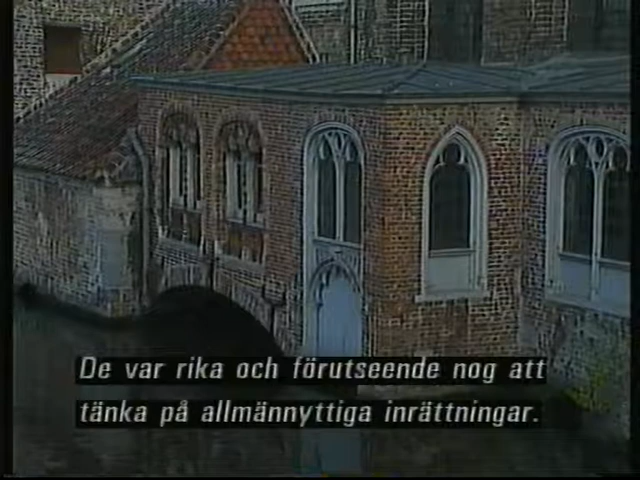 De var rika och förutseende nog att
tänka på allmännyttiga inrättningar.